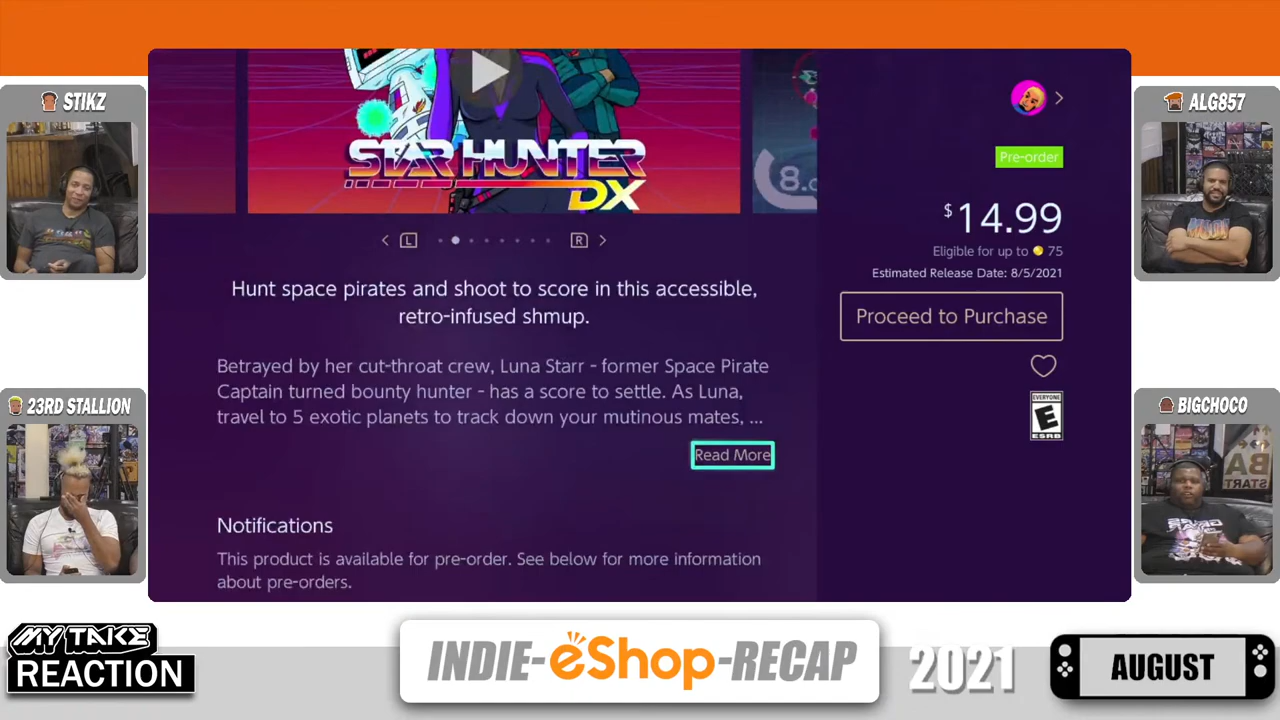 STIKZ
ALG857
23RD STALLION
BIGCHOCO
STAR HUNTER
DX
8.
L
R
Hunt space pirates and shoot to score in this accessible,
retro-infused shmup.
Betrayed by her cut-throat crew, Luna Starr - former Space Pirate
Captain turned bounty hunter - has a score to settle. As Luna,
travel to 5 exotic planets to track down your mutinous mates, ...
Read More
Notifications
This product is available for pre-order. See below for more information
about pre-orders.
Pre-order
$14.99
Eligible for up to 75
Estimated Release Date: 8/5/2021
Proceed to Purchase
EVERYONE
E
ESRB
BA
START
MY TAKE
REACTION
INDIE-eShop-RECAP
2021
AUGUST